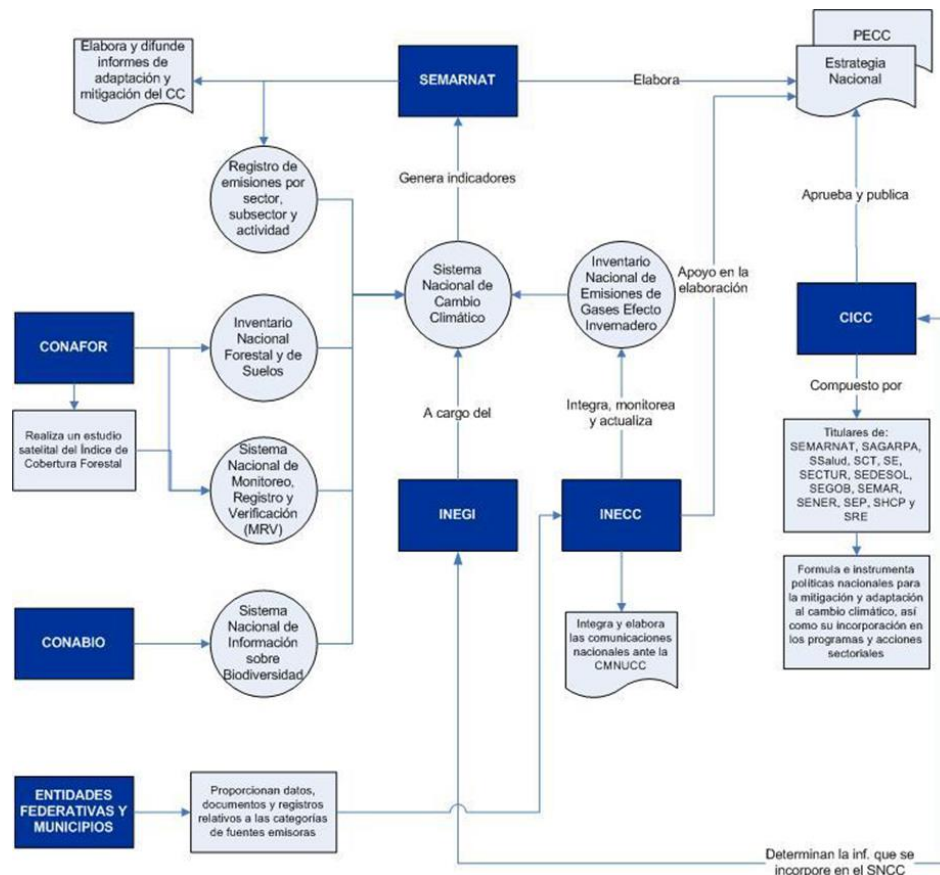 Elabora y difunde
informes de
adaptación y
mitigación del CC
SEMARNAT
Elabora
PECC
Estrategia
Nacional
Registro de
emisiones por
sector,
subsector y
actividad
Genera indicadores
Aprueba y publica
Sistema
Nacional de
Cambio
Climático
Inventario
Nacional de
Emisiones de
Gases Efecto
Invernadero
Apoyo en la
elaboración
CONAFOR
Inventario
Nacional
Forestal y de
Suelos
CICC
Compuesto por
Realiza un estudio
satelital del Índice de
Cobertura Forestal
A cargo del
Integra, monitorea
y actualiza
Sistema
Nacional de
Monitoreo,
Registro y
Verificación
(MRV)
Titulares de:
SEMARNAT, SAGARPA,
SSalud, SCT, SE,
SECTUR, SEDESOL,
SEGOB, SEMAR,
SENER, SEP, SHCP y
SRE
INEGI
INECC
CONABIO
Sistema
Nacional de
Información
sobre
Biodiversidad
Integra y elabora
las comunicaciones
nacionales ante la
CMNUCC
Formula e instrumenta
políticas nacionales para
la mitigación y adaptación
al cambio climático, así
como su incorporación en
los programas y acciones
sectoriales
ENTIDADES
FEDERATIVAS Y
MUNICIPIOS
Proporcionan datos,
documentos y registros
relativos a las categorías
de fuentes emisoras
Determinan la inf. que se
incorpore en el SNCC